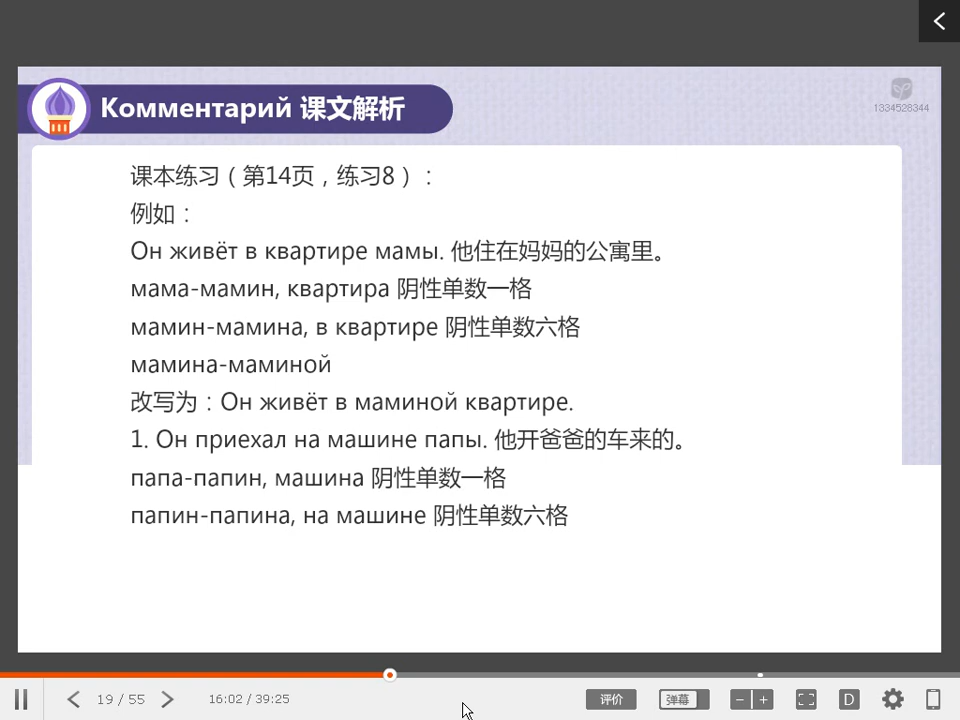 Комментарий 课文解析
1334528344
课本练习（第14页，练习8）：
例如：
Он живёт в квартире мамы. 他住在妈妈的公寓里。
мама-мамин, квартира 阴性单数一格
мамин-мамина, в квартире 阴性单数六格
мамина-маминой
改写为：Он живёт в маминой квартире.
1. Он приехал на машине папы. 他开爸爸的车来的。
папа-папин, машина 阴性单数一格
папин-папина, на машине 阴性单数六格
19 / 55 16:02 / 39:25 评价 弹幕 D